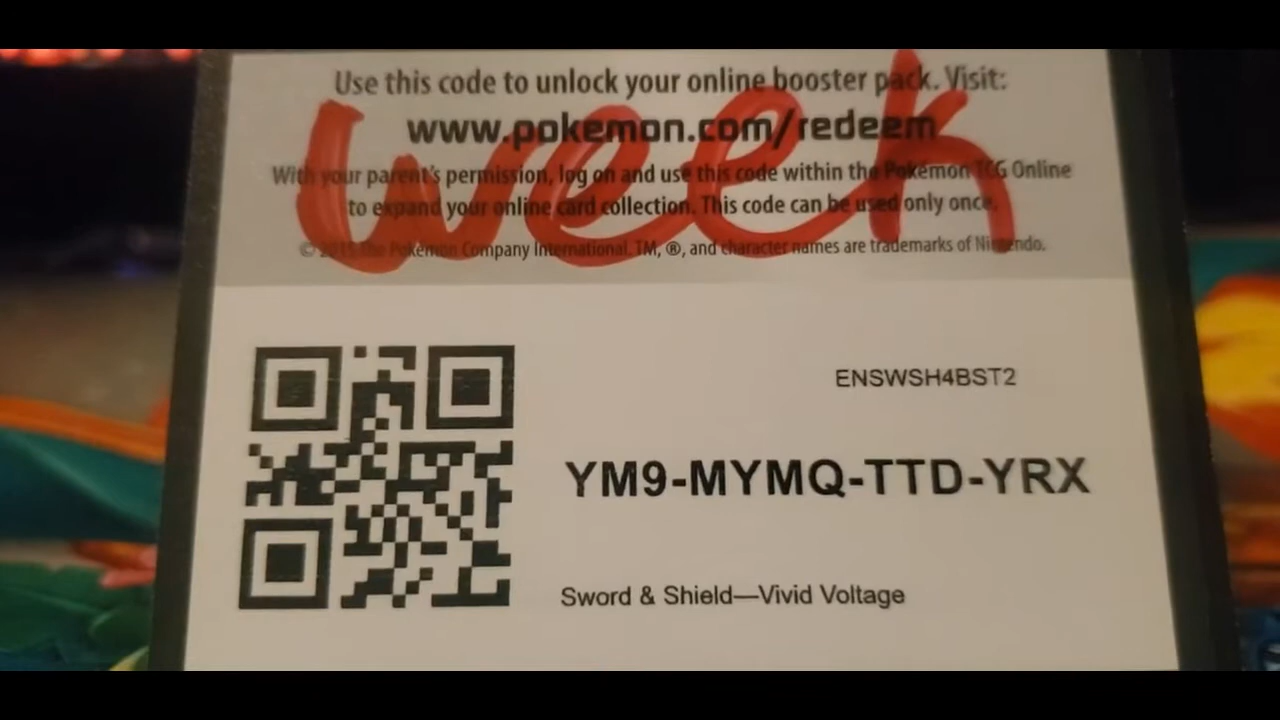 Use this code to unlock your online booster pack. Visit:
www.pokemon.com/redeem
week
With your parent's permission, log on and use this code within the Pokémon TCG Online
to expand your online card collection. This code can be used only once.
© 2015 The Pokémon Company International. TM, ®, and character names are trademarks of Nintendo.
ENSWSH4BST2
YM9-MYMQ-TTD-YRX
Sword & Shield—Vivid Voltage